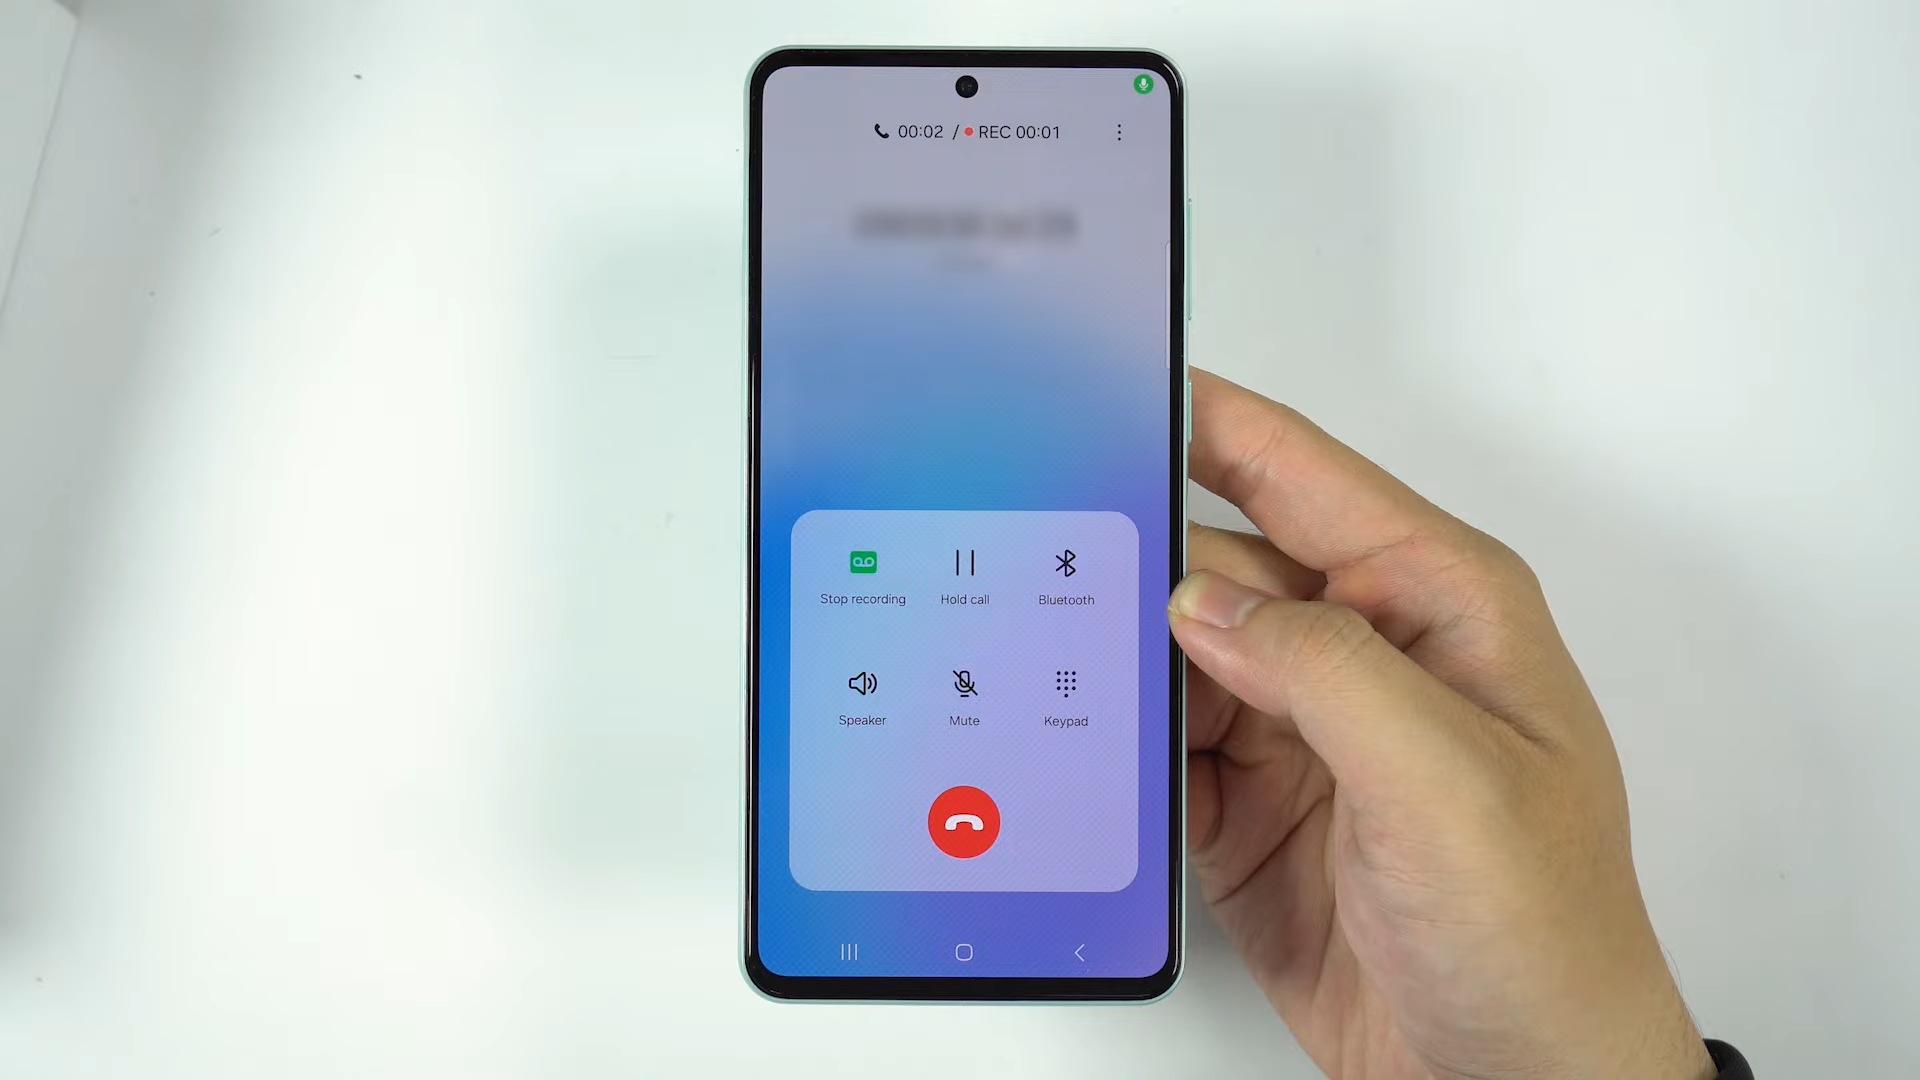 00:02 / REC 00:01
Stop recording Hold call Bluetooth
Speaker Mute Keypad